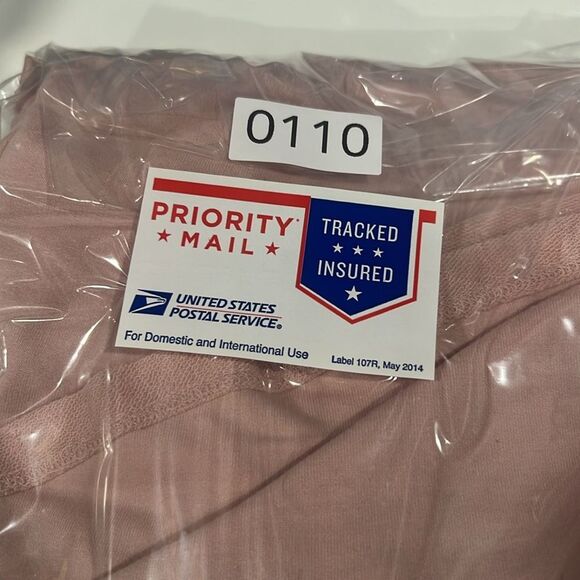 0110
PRIORITY
★ MAIL ★
TRACKED
★ ★ ★
INSURED
★
UNITED STATES
POSTAL SERVICE®
For Domestic and International Use
Label 107R, May 2014